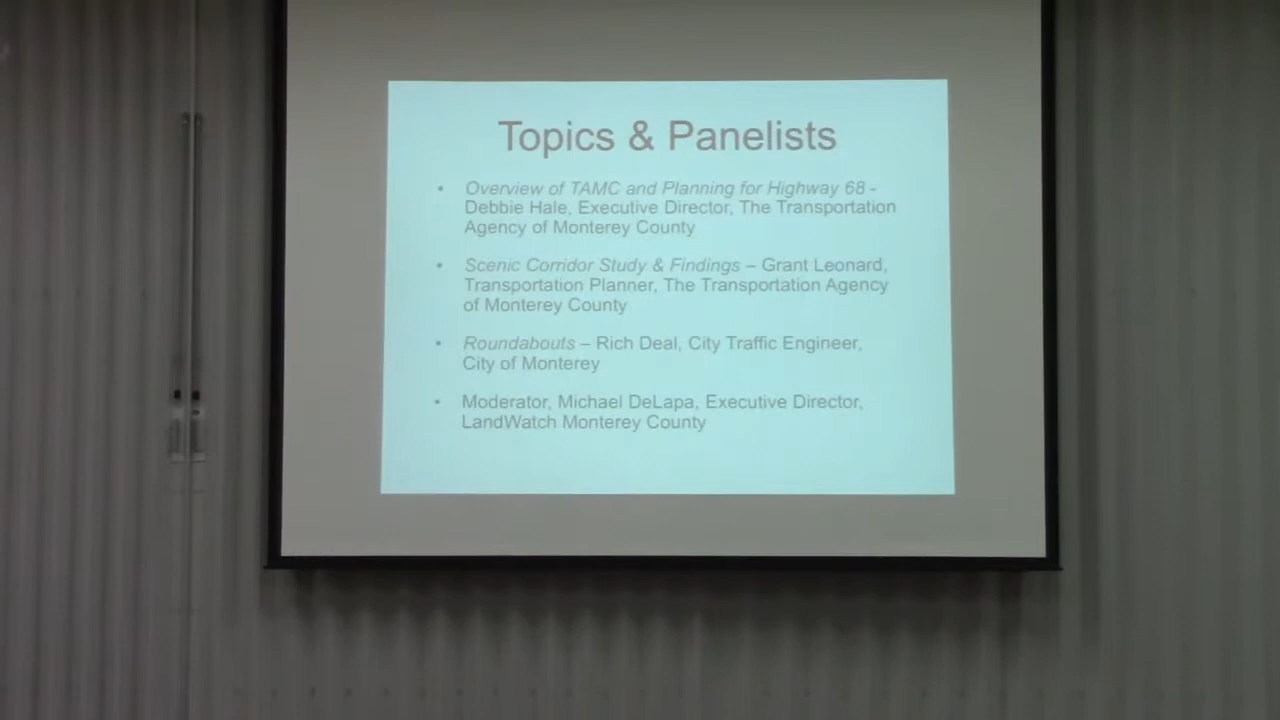 Topics & Panelists
• Overview of TAMC and Planning for Highway 68 -
Debbie Hale, Executive Director, The Transportation
Agency of Monterey County
• Scenic Corridor Study & Findings – Grant Leonard,
Transportation Planner, The Transportation Agency
of Monterey County
• Roundabouts – Rich Deal, City Traffic Engineer,
City of Monterey
• Moderator, Michael DeLapa, Executive Director,
LandWatch Monterey County